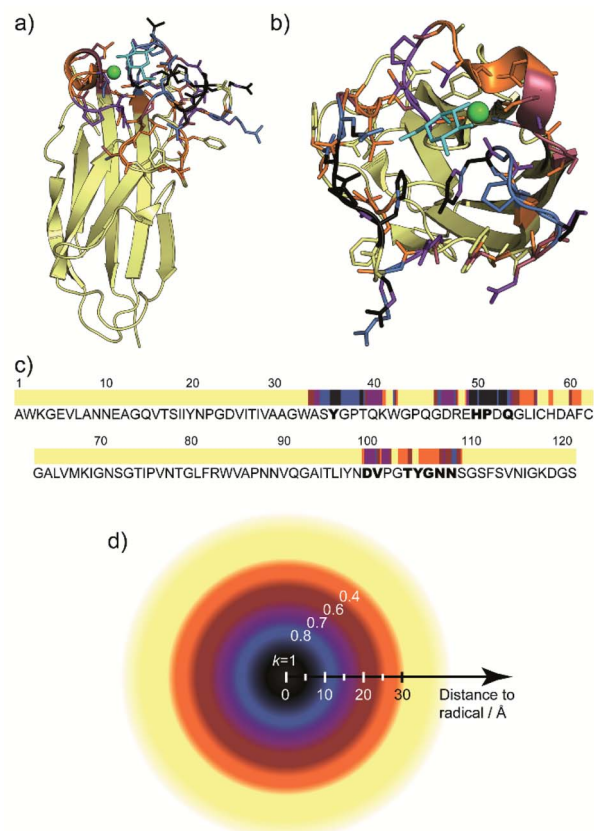 a)
b)
c)
1 10 20 30 40 50 60
AWKGEVLANNEAGQVTSIIYNPGDVITIVAAGWASYGPTQKWGPQGDREHPDQGLICHDAFC
70 80 90 100 110 120
GALVMKIGNSGTIPVNTGLFRWVAPNNVQGAITLIYNDVPGTYGNNSGSFSVNIGKDGS
d)
0.4
0.6
0.7
0.8
k=1
0 10 20 30
Distance to
radical / Å